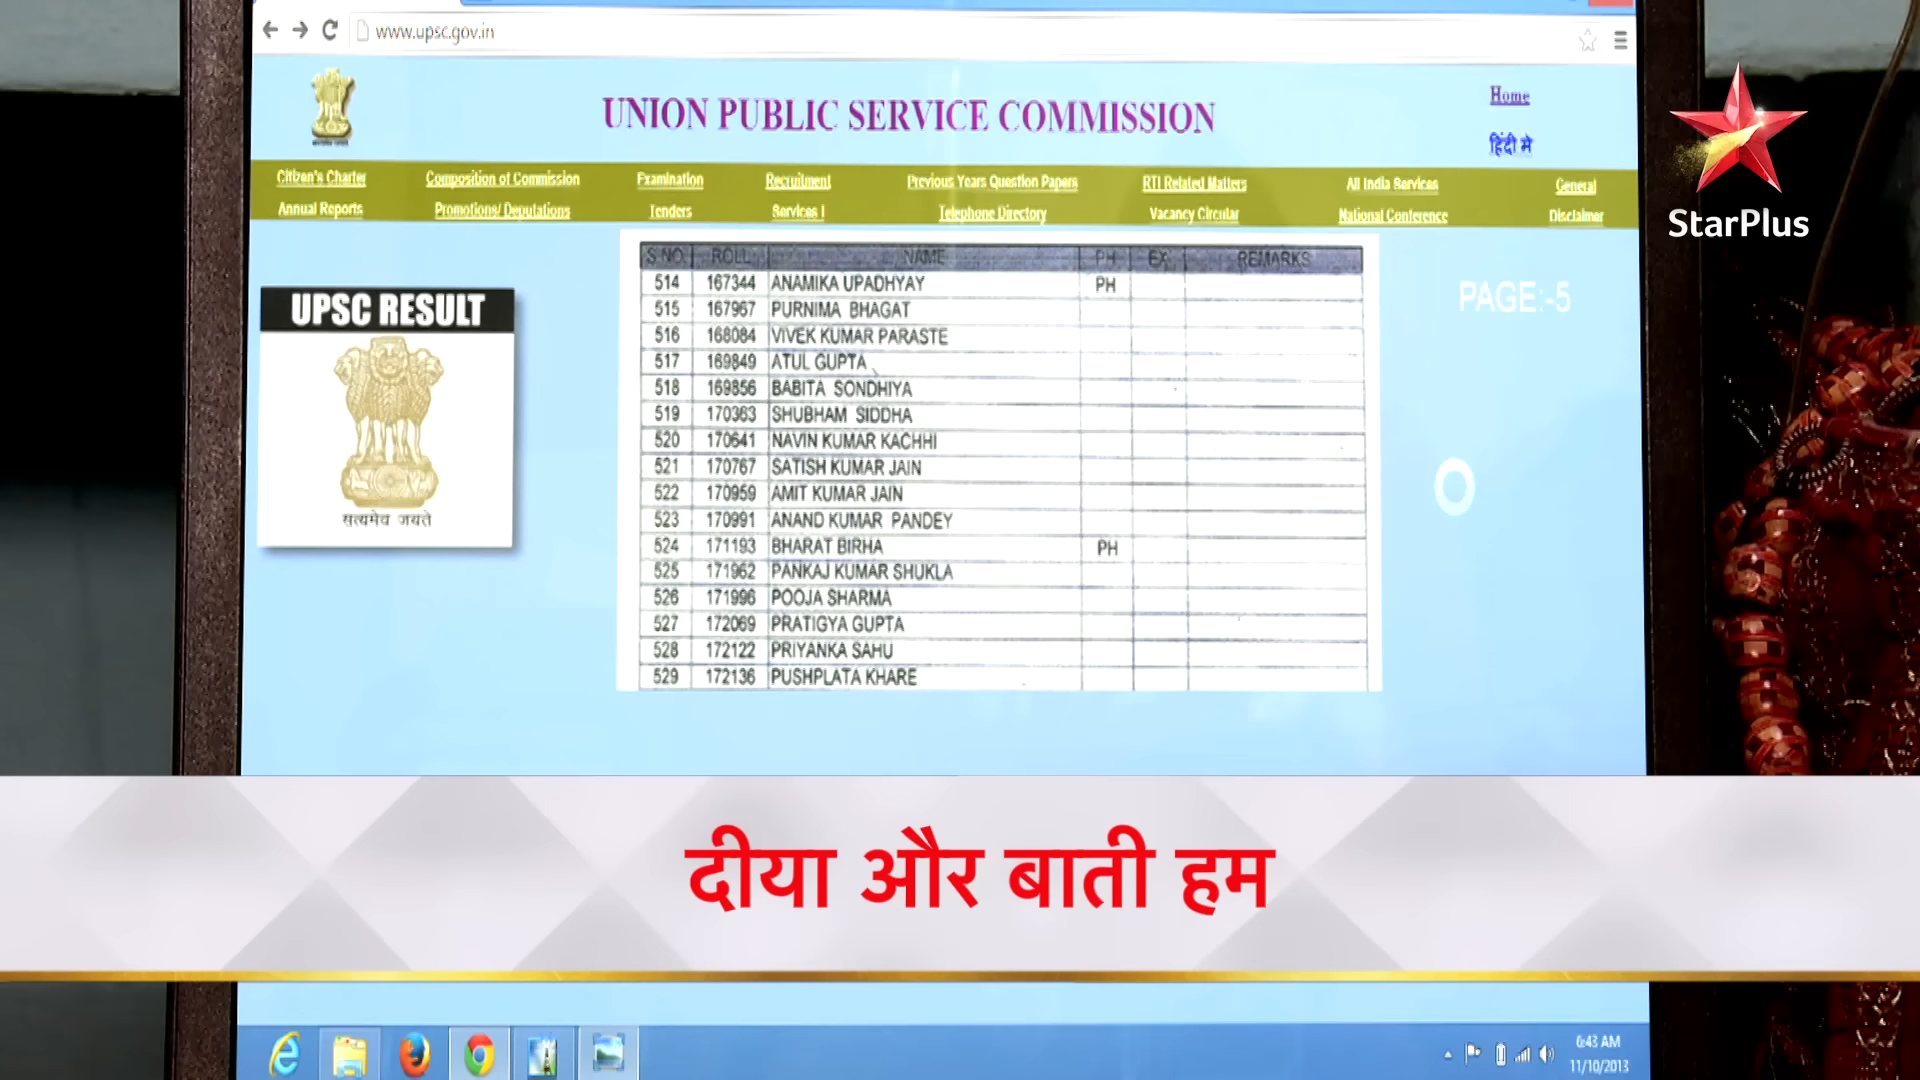 www.upsc.gov.in
UNION PUBLIC SERVICE COMMISSION
Home
हिंदी मे
StarPlus
Citizen's Charter Composition of Commission Examination Recruitment Previous Years Question Papers RTI Related Matters All India Services General
Annual Reports Promotions/ Deputations Tenders Services I Telephone Directory Vacancy Circular National Conference Disclaimer
UPSC RESULT
सत्यमेव जयते
PAGE:-5
S.NO ROLL NAME PH EX REMARKS
514 167344 ANAMIKA UPADHYAY PH
515 167967 PURNIMA BHAGAT
516 168084 VIVEK KUMAR PARASTE
517 169849 ATUL GUPTA
518 169856 BABITA SONDHIYA
519 170363 SHUBHAM SIDDHA
520 170641 NAVIN KUMAR KACHHI
521 170767 SATISH KUMAR JAIN
522 170959 AMIT KUMAR JAIN
523 170991 ANAND KUMAR PANDEY
524 171193 BHARAT BIRHA PH
525 171962 PANKAJ KUMAR SHUKLA
526 171996 POOJA SHARMA
527 172069 PRATIGYA GUPTA
528 172122 PRIYANKA SAHU
529 172136 PUSHPLATA KHARE
दीया और बाती हम
6:43 AM
11/10/2013